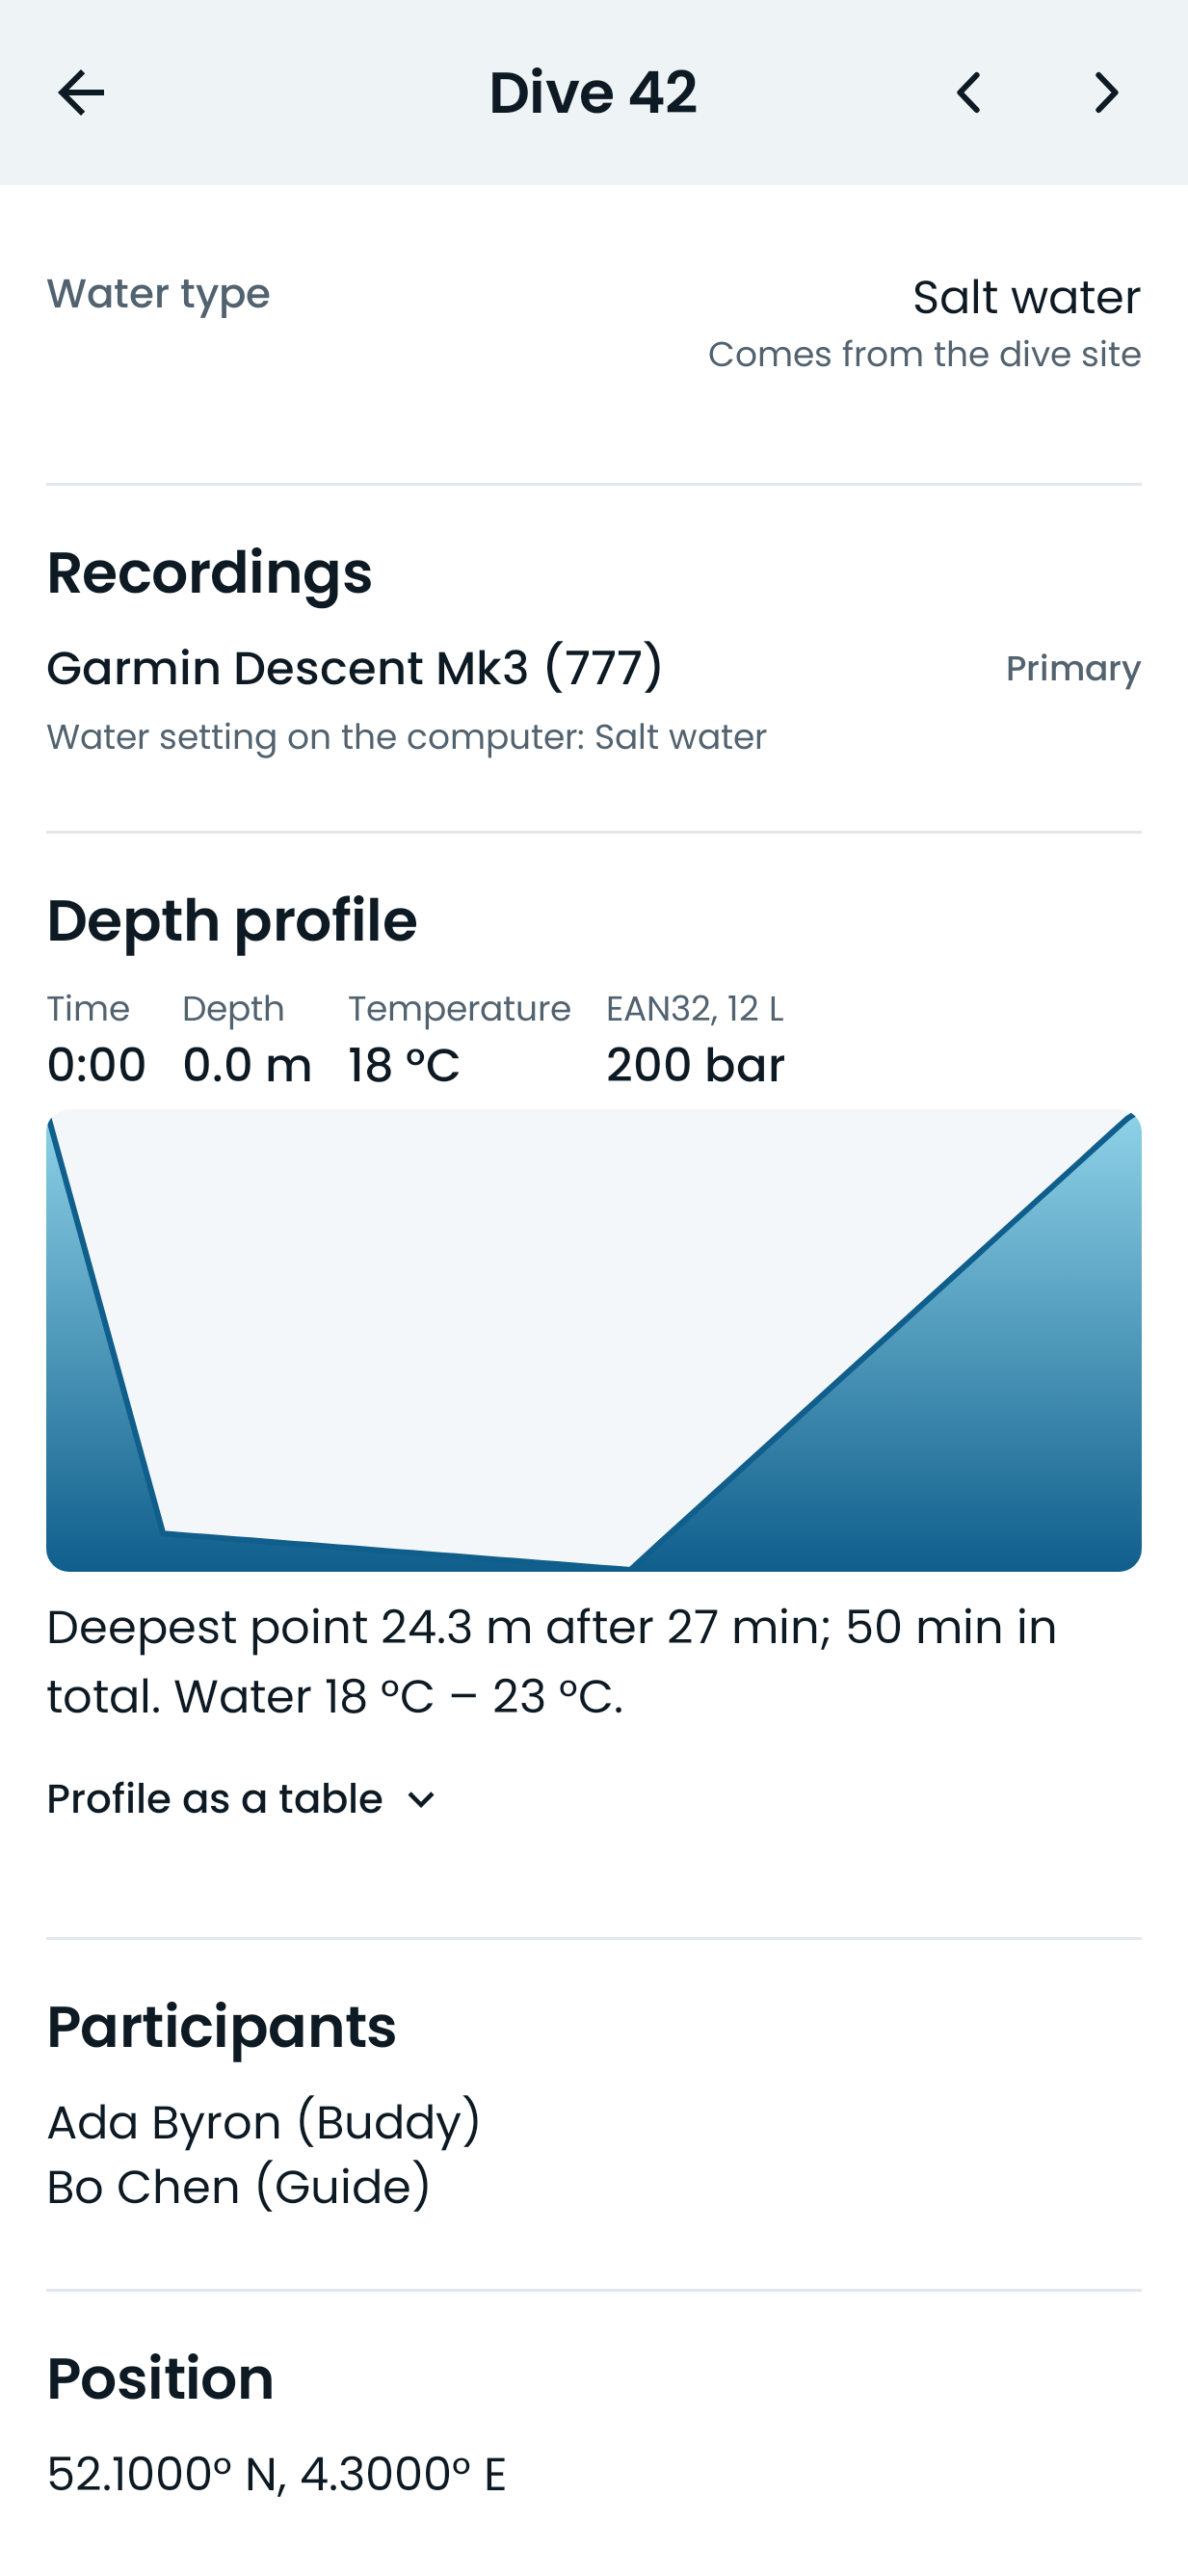 Dive 42
Water type
Salt water
Comes from the dive site
Recordings
Garmin Descent Mk3 (777)
Primary
Water setting on the computer: Salt water
Depth profile
Time Depth Temperature EAN32, 12 L
0:00 0.0 m 18 °C 200 bar
Deepest point 24.3 m after 27 min; 50 min in
total. Water 18 °C – 23 °C.
Profile as a table
Participants
Ada Byron (Buddy)
Bo Chen (Guide)
Position
52.1000° N, 4.3000° E